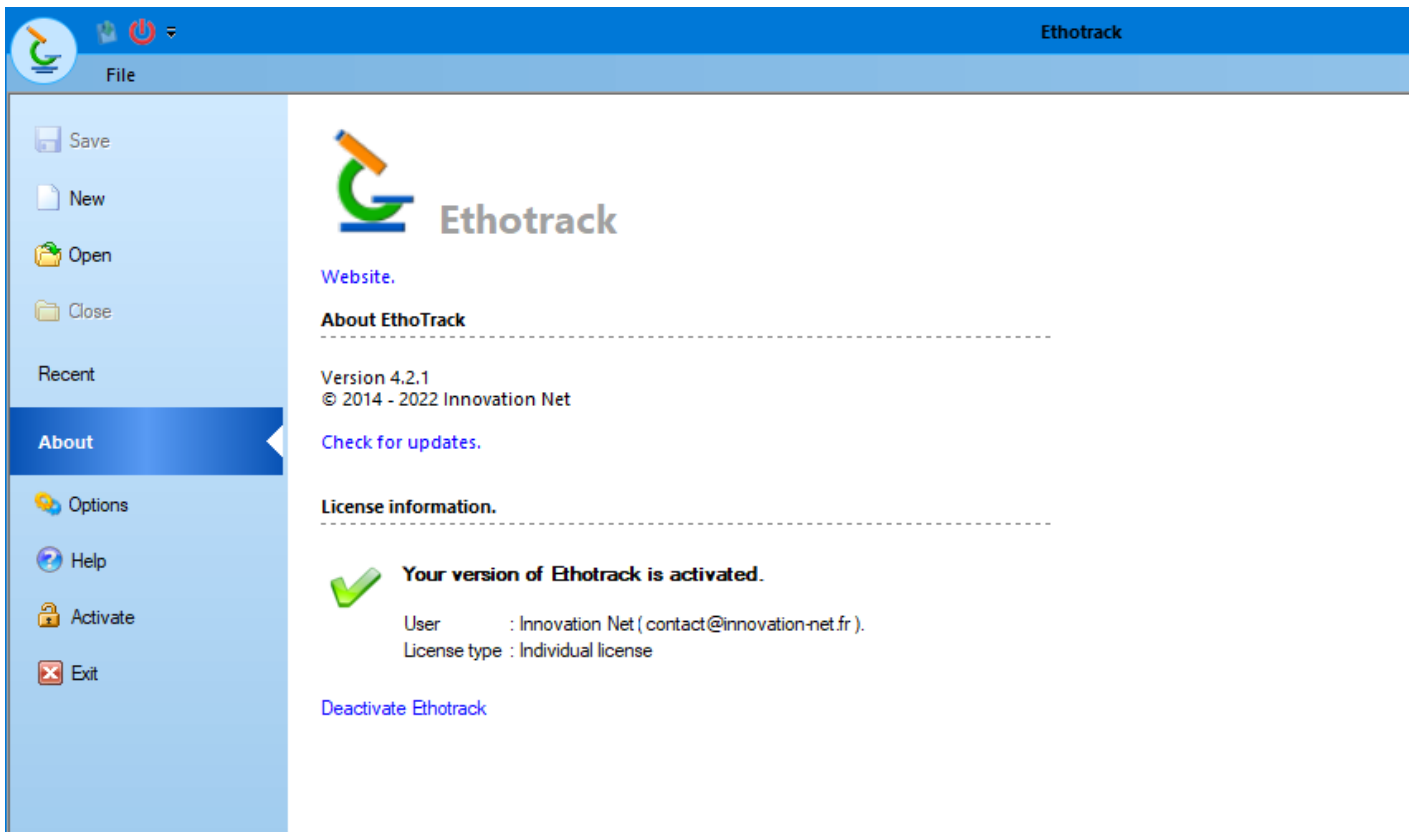 Ethotrack
File
Save
New
Open
Close
Recent
About
Options
Help
Activate
Exit
Ethotrack
Website.
About EthoTrack
Version 4.2.1
© 2014 - 2022 Innovation Net
Check for updates.
License information.
Your version of Ethotrack is activated.
User : Innovation Net ( contact@innovation-net.fr ).
License type : Individual license
Deactivate Ethotrack